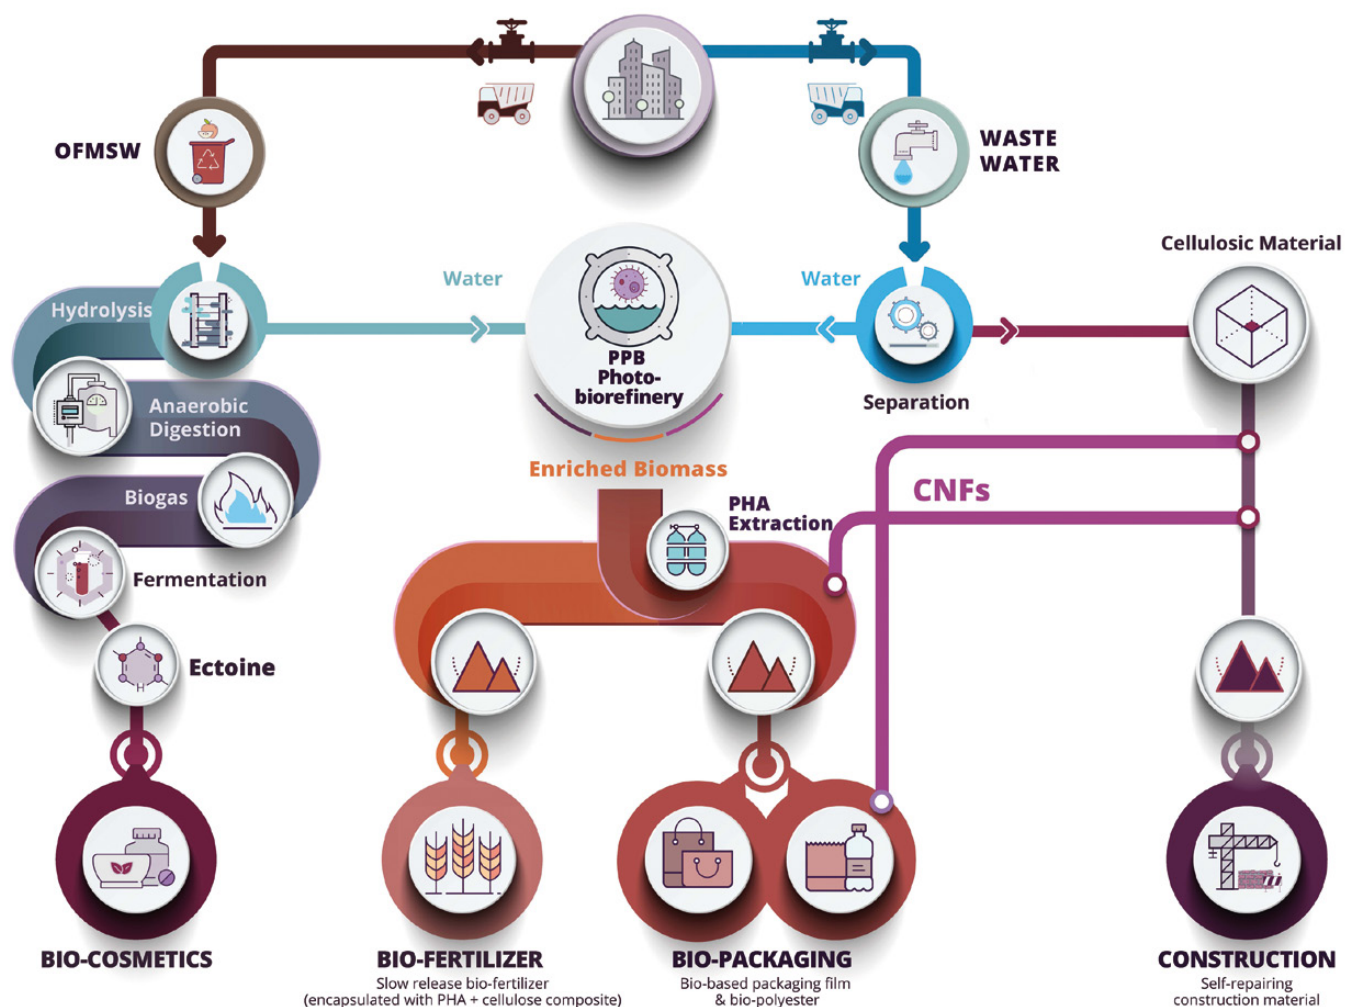 OFMSW
WASTE
WATER
Cellulosic Material
Hydrolysis
Water
Water
PPB
Photo-
biorefinery
Separation
Anaerobic
Digestion
Enriched Biomass
Biogas
CNFs
PHA
Extraction
Fermentation
Ectoine
H
BIO-COSMETICS
BIO-FERTILIZER
Slow release bio-fertilizer
(encapsulated with PHA + cellulose composite)
BIO-PACKAGING
Bio-based packaging film
& bio-polyester
CONSTRUCTION
Self-repairing
construction material